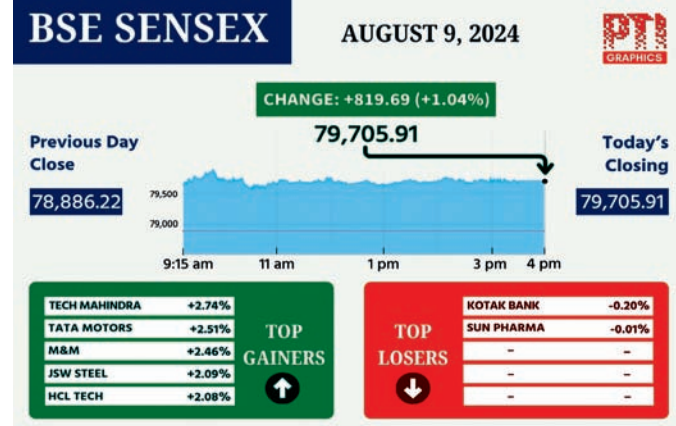 BSE SENSEX
AUGUST 9, 2024
PTI
GRAPHICS
CHANGE: +819.69 (+1.04%)
79,705.91
Previous Day
Close
78,886.22
Today's
Closing
79,705.91
79,500
79,000
9:15 am 11 am 1 pm 3 pm 4 pm
TECH MAHINDRA +2.74%
TATA MOTORS +2.51%
M&M +2.46%
JSW STEEL +2.09%
HCL TECH +2.08%
TOP
GAINERS
TOP
LOSERS
KOTAK BANK -0.20%
SUN PHARMA -0.01%
– –
– –
– –